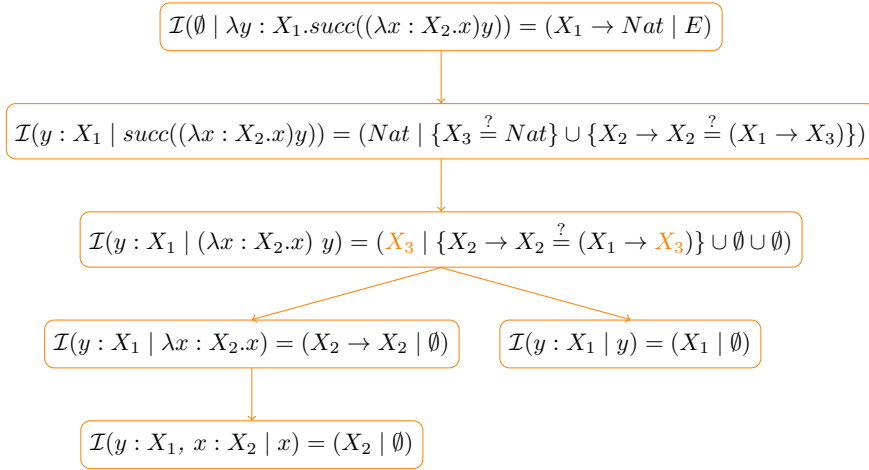 ℐ(∅ | λy : X₁.succ((λx : X₂.x)y)) = (X₁ → Nat | E)
ℐ(y : X₁ | succ((λx : X₂.x)y)) = (Nat | {X₃ ≟ Nat} ∪ {X₂ → X₂ ≟ (X₁ → X₃)})
ℐ(y : X₁ | (λx : X₂.x) y) = (X₃ | {X₂ → X₂ ≟ (X₁ → X₃)} ∪ ∅ ∪ ∅)
ℐ(y : X₁ | λx : X₂.x) = (X₂ → X₂ | ∅)
ℐ(y : X₁ | y) = (X₁ | ∅)
ℐ(y : X₁, x : X₂ | x) = (X₂ | ∅)